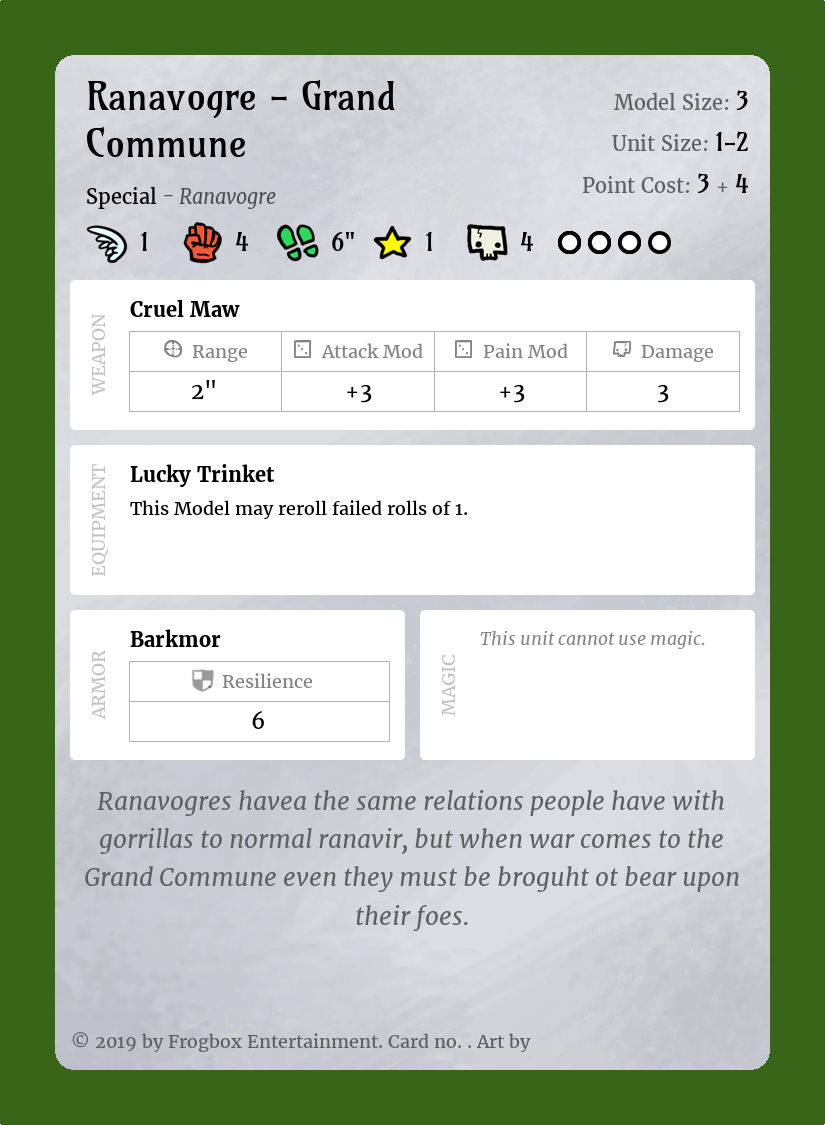 Ranavogre – Grand
Commune
Model Size: 3
Unit Size: 1-2
Point Cost: 3 + 4
Special – Ranavogre
1 4 6" 1 4
WEAPON
Cruel Maw
Range Attack Mod Pain Mod Damage
2" +3 +3 3
EQUIPMENT
Lucky Trinket
This Model may reroll failed rolls of 1.
ARMOR
Barkmor
Resilience
6
MAGIC
This unit cannot use magic.
Ranavogres havea the same relations people have with
gorrillas to normal ranavir, but when war comes to the
Grand Commune even they must be broguht ot bear upon
their foes.
© 2019 by Frogbox Entertainment. Card no. . Art by